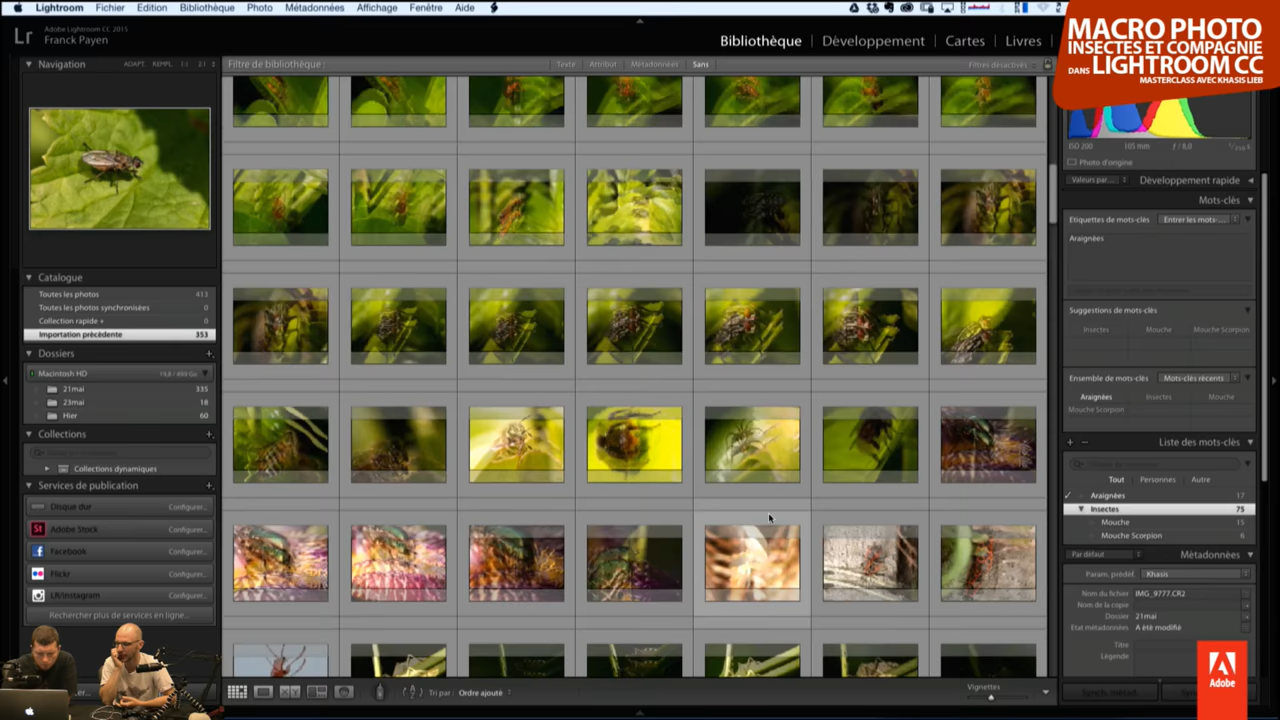 Lightroom Fichier Edition Bibliothèque Photo Métadonnées Affichage Fenêtre Aide
Lr
Adobe Lightroom CC 2015
Franck Payen
Bibliothèque Développement Cartes Livres
MACRO PHOTO
INSECTES ET COMPAGNIE
DANS LIGHTROOM CC
MASTERCLASS AVEC KHASIS LIEB
Navigation ADAPT. REMPL. 1:1 2:1
Filtre de bibliothèque : Texte Attribut Métadonnées Sans Filtres désactivés
ISO 200 105 mm ƒ / 8,0
Photo d'origine
Valeurs par... Développement rapide
Mots-clés
Etiquettes de mots-clés Entrer les mots-...
Araignées
Suggestions de mots-clés
Insectes Mouche Mouche Scorpion
Ensemble de mots-clés Mots-clés récents
Araignées Insectes Mouche
Mouche Scorpion
+ − Liste des mots-clés
Tout Personnes Autre
✓ Araignées 17
Insectes 75
Mouche 15
Mouche Scorpion 6
Par défaut Métadonnées
Param. prédéf. Khasis
Nom du fichier IMG_9777.CR2
Nom de la copie
Dossier 21mai
Etat métadonnées A été modifié
Titre
Légende
Catalogue
Toutes les photos 413
Toutes les photos synchronisées 0
Collection rapide + 0
Importation précédente 353
Dossiers +
Macintosh HD
21mai 335
23mai 18
Hier 60
Collections +
Collections dynamiques
Services de publication +
Disque dur Configurer...
St Adobe Stock Configurer...
Facebook Configurer...
Flickr Configurer...
LR/Instagram Configurer...
Rechercher plus de services en ligne...
Tri par : Ordre ajouté
Vignettes
Adobe